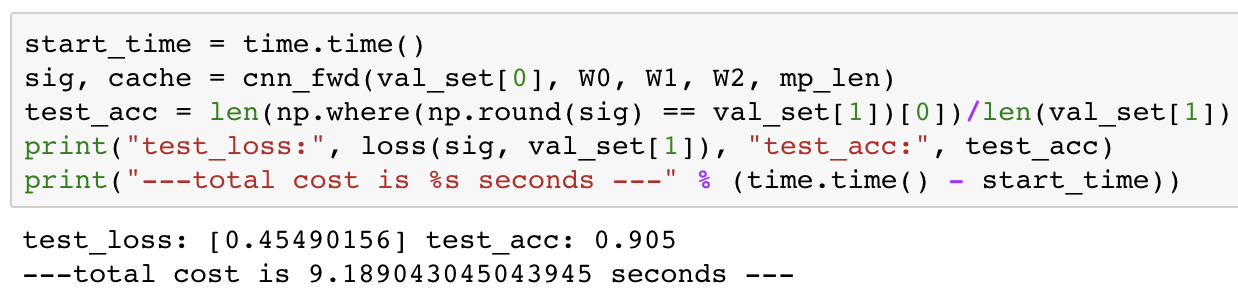 start_time = time.time()
sig, cache = cnn_fwd(val_set[0], W0, W1, W2, mp_len)
test_acc = len(np.where(np.round(sig) == val_set[1])[0])/len(val_set[1])
print("test_loss:", loss(sig, val_set[1]), "test_acc:", test_acc)
print("---total cost is %s seconds ---" % (time.time() - start_time))
test_loss: [0.45490156] test_acc: 0.905
---total cost is 9.189043045043945 seconds ---